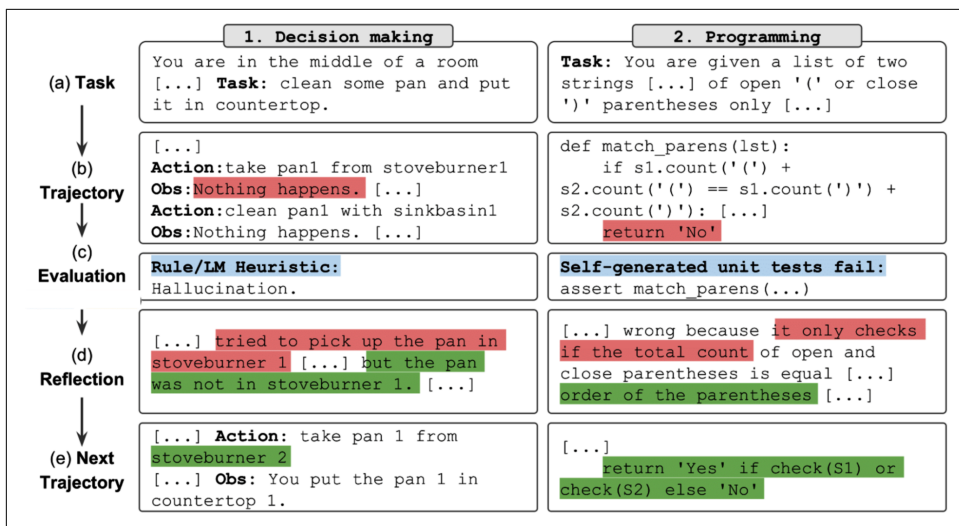 1. Decision making
2. Programming
(a) Task
You are in the middle of a room
[...] Task: clean some pan and put
it in countertop.
Task: You are given a list of two
strings [...] of open '(' or close
')' parentheses only [...]
(b)
Trajectory
[...]
Action:take pan1 from stoveburner1
Obs:Nothing happens. [...]
Action:clean pan1 with sinkbasin1
Obs:Nothing happens. [...]
def match_parens(lst):
if s1.count('(') +
s2.count('(') == s1.count(')') +
s2.count(')'): [...]
return 'No'
(c)
Evaluation
Rule/LM Heuristic:
Hallucination.
Self-generated unit tests fail:
assert match_parens(...)
(d)
Reflection
[...] tried to pick up the pan in
stoveburner 1 [...] but the pan
was not in stoveburner 1. [...]
[...] wrong because it only checks
if the total count of open and
close parentheses is equal [...]
order of the parentheses [...]
(e) Next
Trajectory
[...] Action: take pan 1 from
stoveburner 2
[...] Obs: You put the pan 1 in
countertop 1.
[...]
return 'Yes' if check(S1) or
check(S2) else 'No'